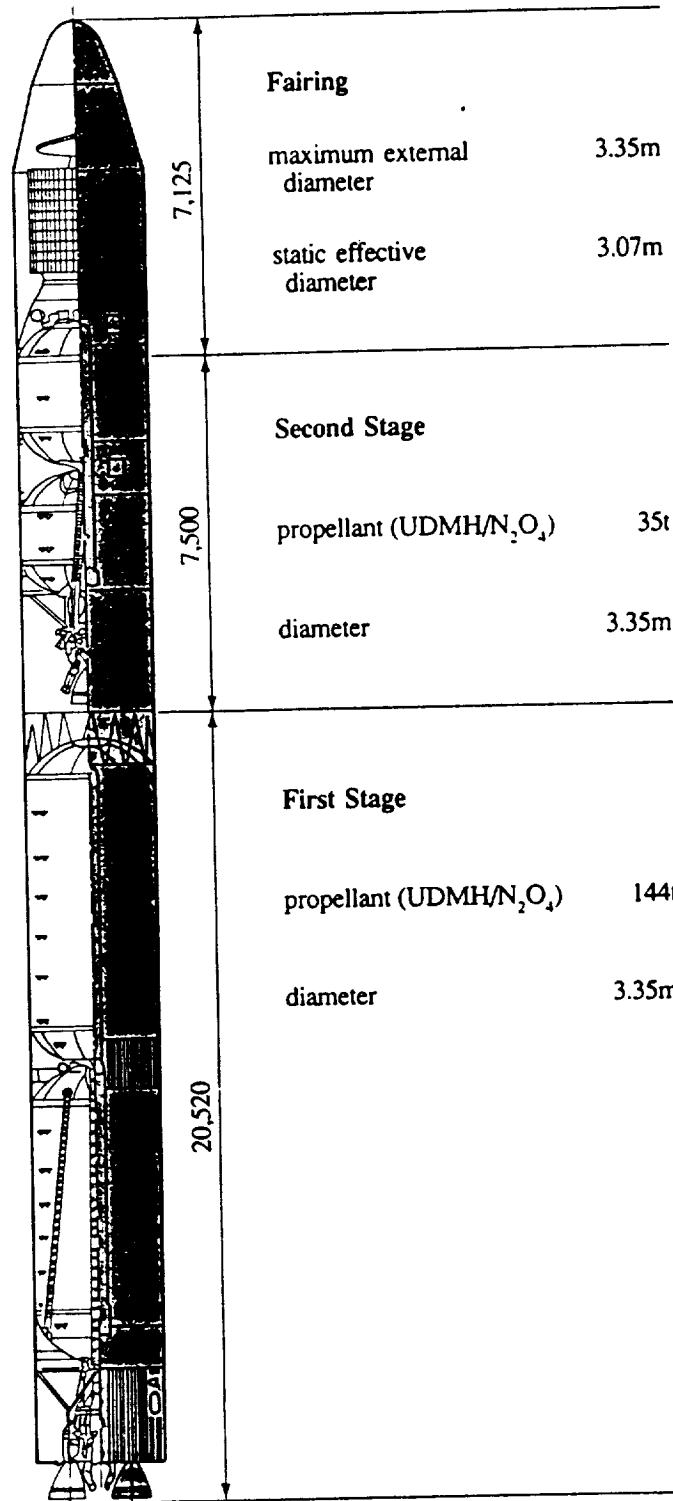 Fairing
maximum external 3.35m
diameter
7,125
static effective 3.07m
diameter
Second Stage
7,500
propellant (UDMH/N₂O₄) 35t
diameter 3.35m
First Stage
propellant (UDMH/N₂O₄) 144t
diameter 3.35m
20,520